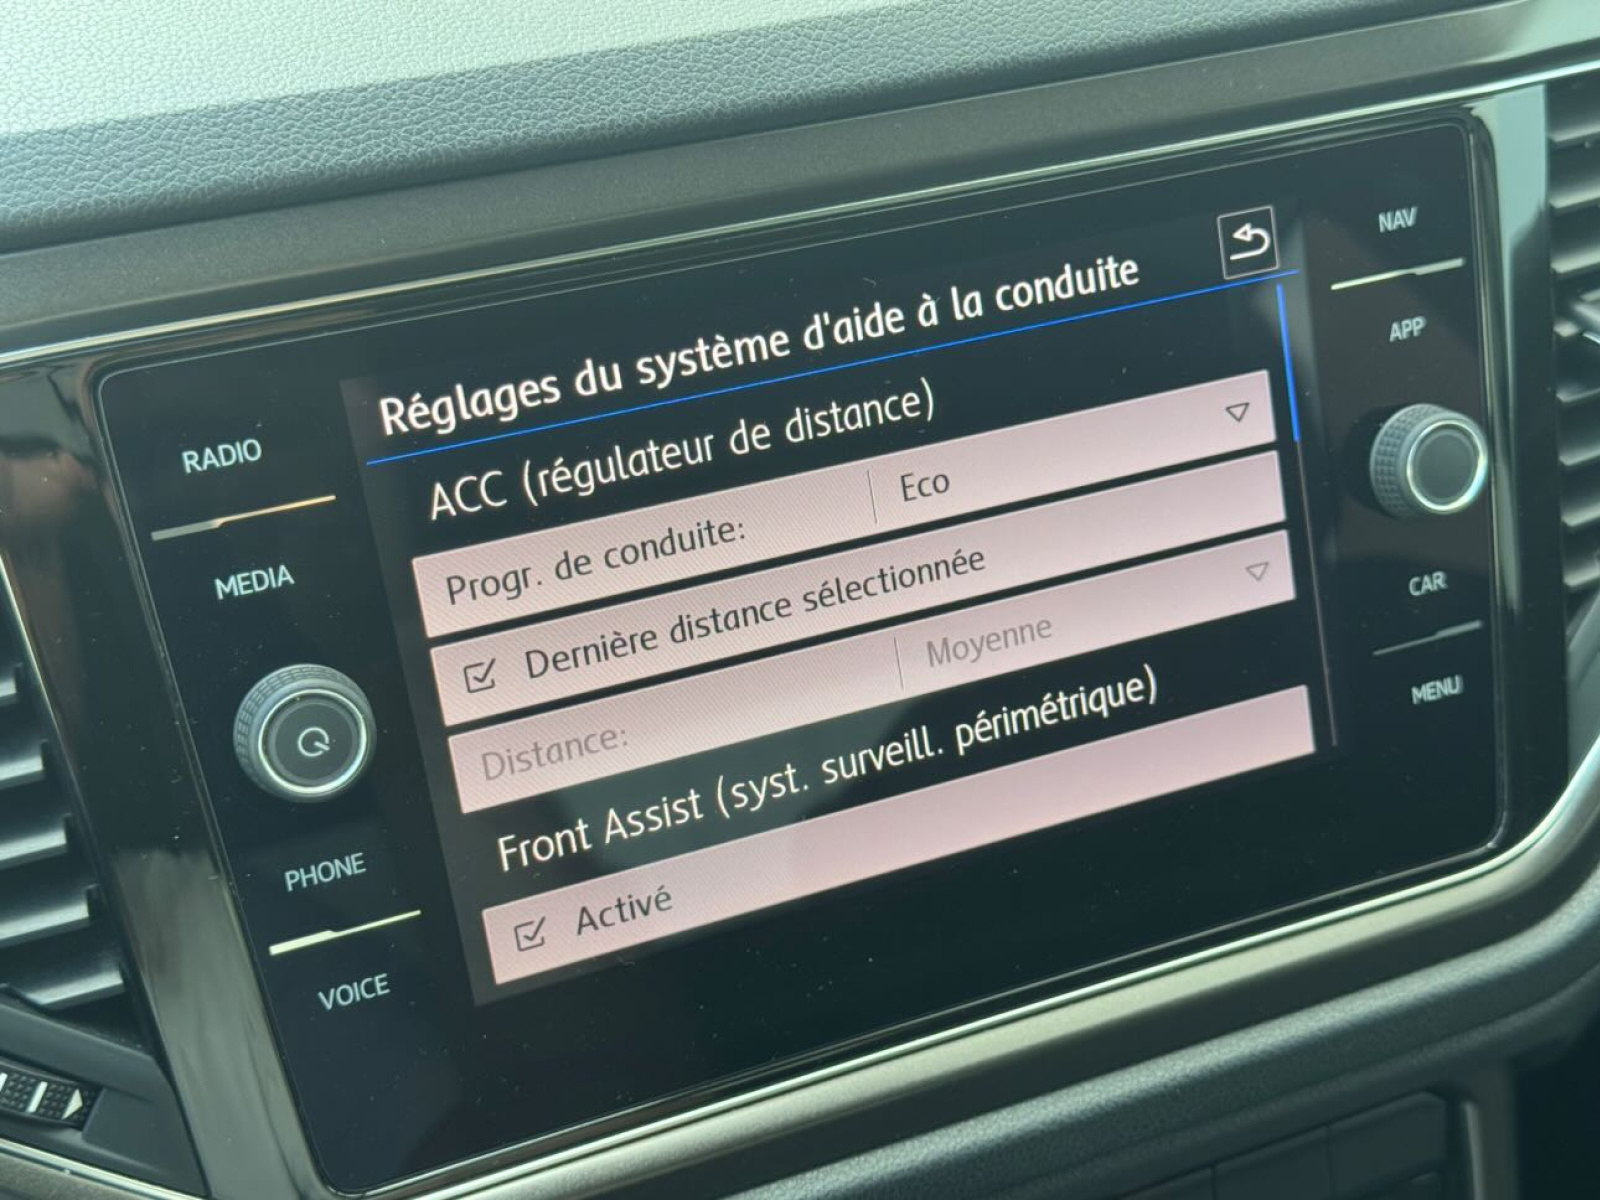 Réglages du système d'aide à la conduite
ACC (régulateur de distance)
Progr. de conduite: Eco
Dernière distance sélectionnée
Distance: Moyenne
Front Assist (syst. surveill. périmétrique)
Activé
RADIO
MEDIA
PHONE
VOICE
NAV
APP
CAR
MENU